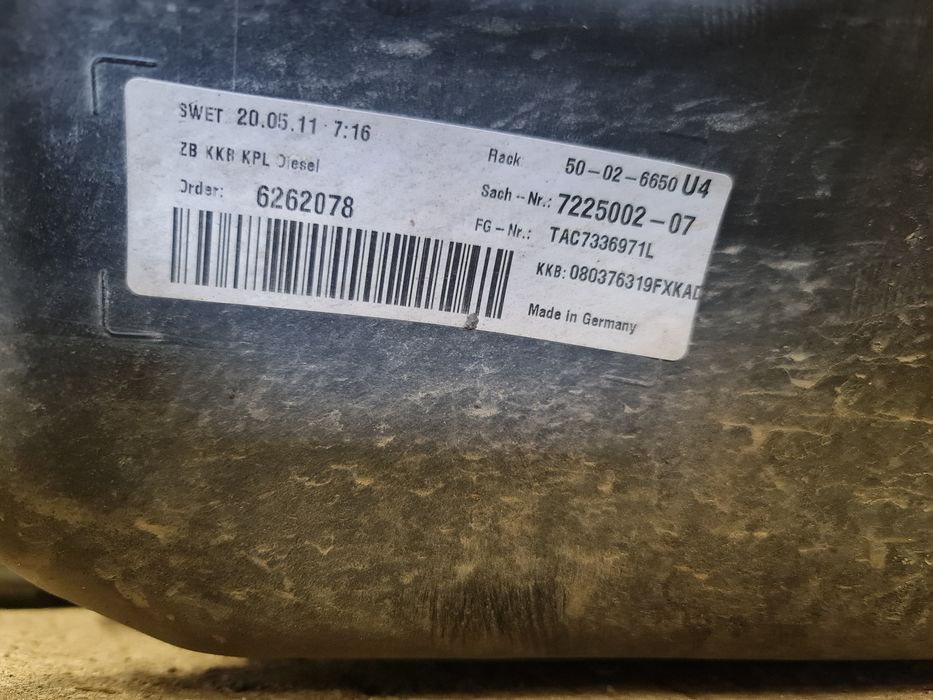 SWET 20.05.11 7:16
ZB KKB KPL Diesel
Order: 6262078
Rack 50-02-6650 U4
Sach-Nr.: 7225002-07
FG-Nr.: TAC7336971L
KKB: 080376319FXKAD
Made in Germany